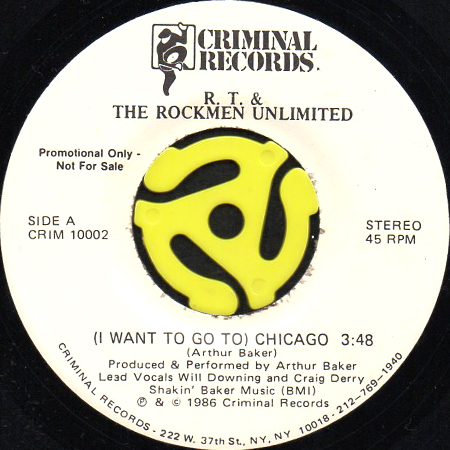 CRIMINAL
RECORDS.
R. T. &
THE ROCKMEN UNLIMITED
Promotional Only -
Not For Sale
SIDE A
CRIM 10002
STEREO
45 RPM
(I WANT TO GO TO) CHICAGO 3:48
(Arthur Baker)
Produced & Performed by Arthur Baker
Lead Vocals Will Downing and Craig Derry
Shakin' Baker Music (BMI)
℗ & © 1986 Criminal Records
CRIMINAL RECORDS - 222 W. 37th St., NY, NY 10018 - 212-769-1940